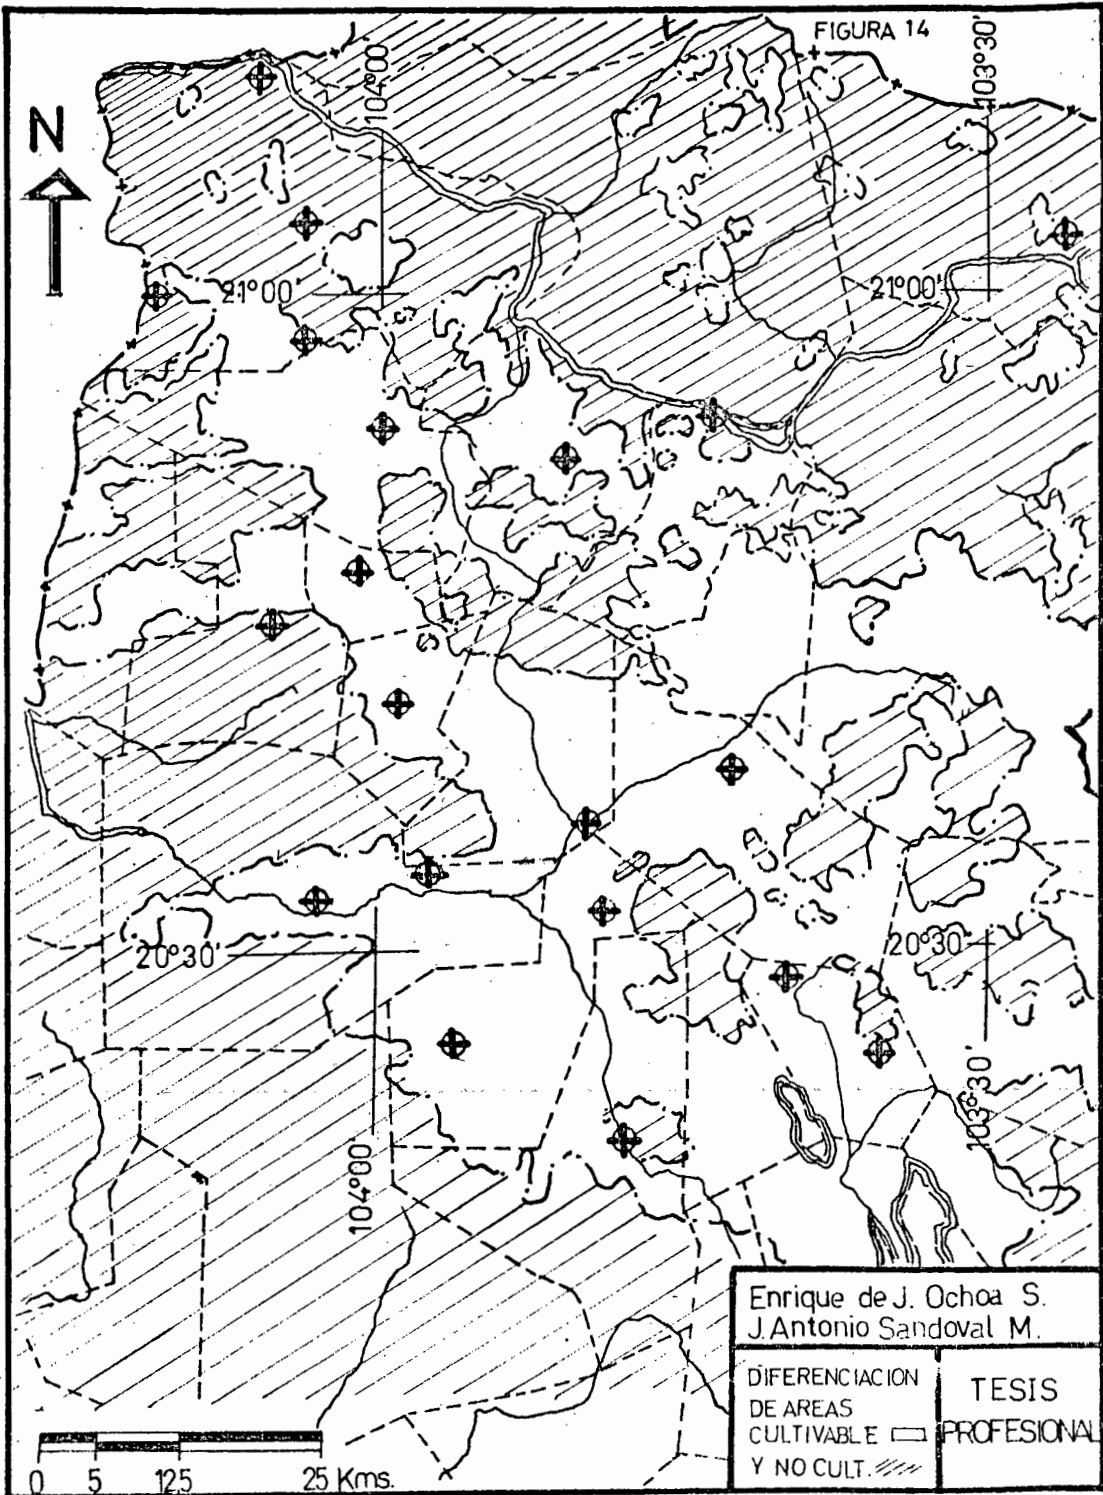 FIGURA 14
N
104°00'
103°30'
21°00'
21°00'
20°30'
20°30'
104°00'
103°30'
Enrique de J. Ochoa S.
J. Antonio Sandoval M.
DIFERENCIACION
DE AREAS
CULTIVABLE
Y NO CULT.
TESIS
PROFESIONAL
0 5 12.5 25 Kms.